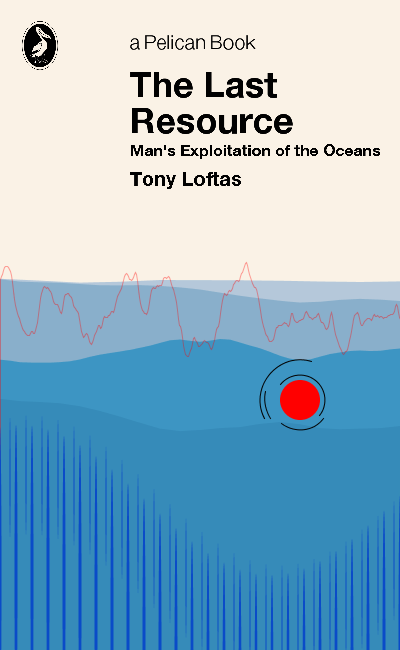 a Pelican Book
The Last
Resource
Man's Exploitation of the Oceans
Tony Loftas